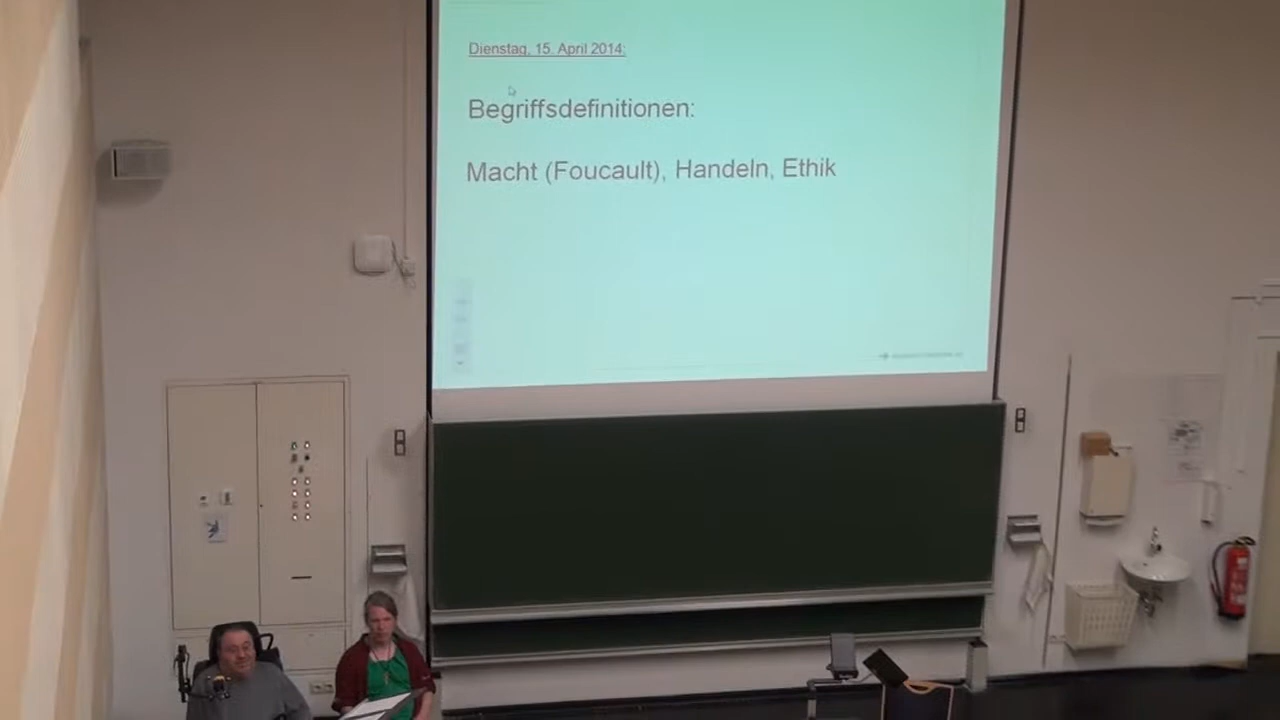 Dienstag, 15. April 2014:
Begriffsdefinitionen:
Macht (Foucault), Handeln, Ethik